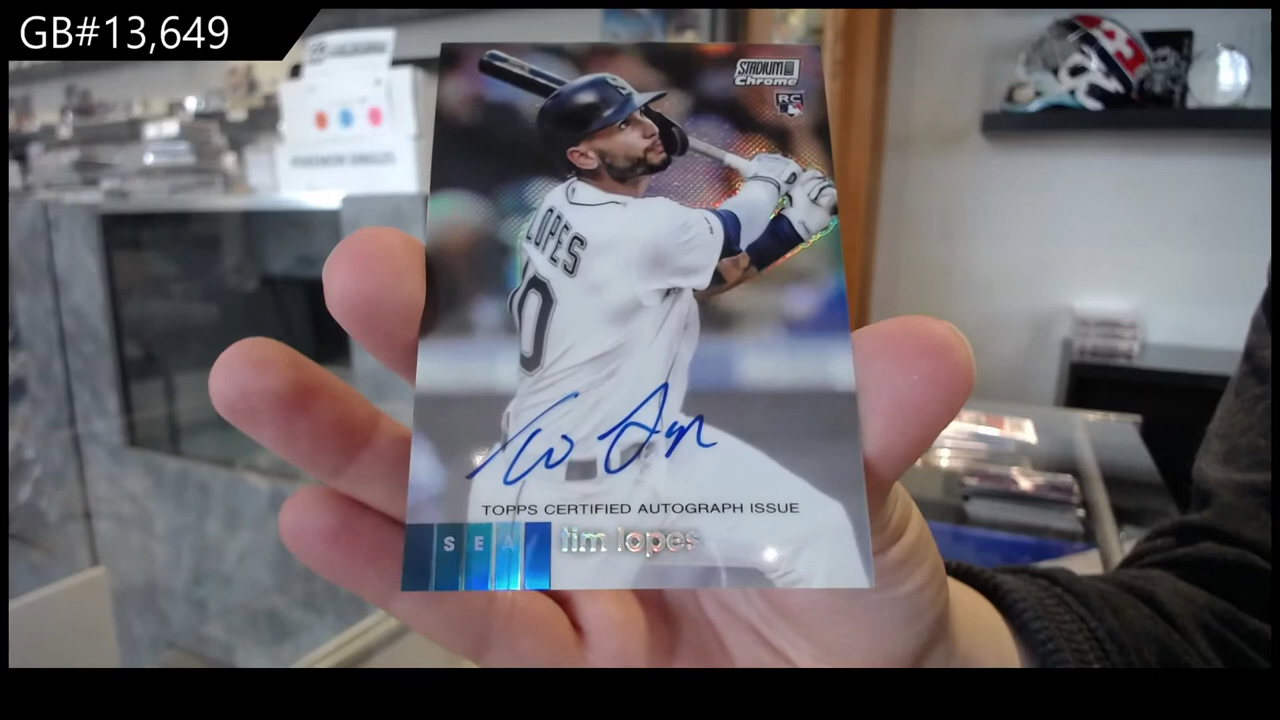 GB#13,649
STADIUM
Chrome
RC
LOPES
10
TOPPS CERTIFIED AUTOGRAPH ISSUE
SEA
tim lopes
POKEMON SINGLES